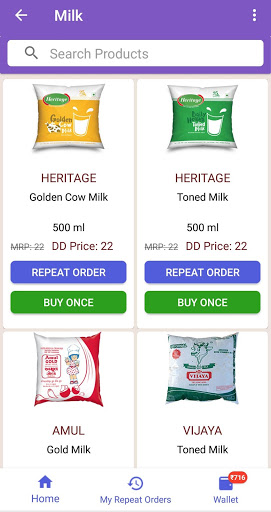 Milk
Search Products
Heritage
Golden
Cow Milk
Heritage
Daily
Health
Toned Milk
HERITAGE
HERITAGE
Golden Cow Milk
Toned Milk
500 ml
500 ml
MRP: 22 DD Price: 22
MRP: 22 DD Price: 22
REPEAT ORDER
REPEAT ORDER
BUY ONCE
BUY ONCE
Amul
GOLD
VIJAYA
AMUL
VIJAYA
Gold Milk
Toned Milk
₹716
Home
My Repeat Orders
Wallet